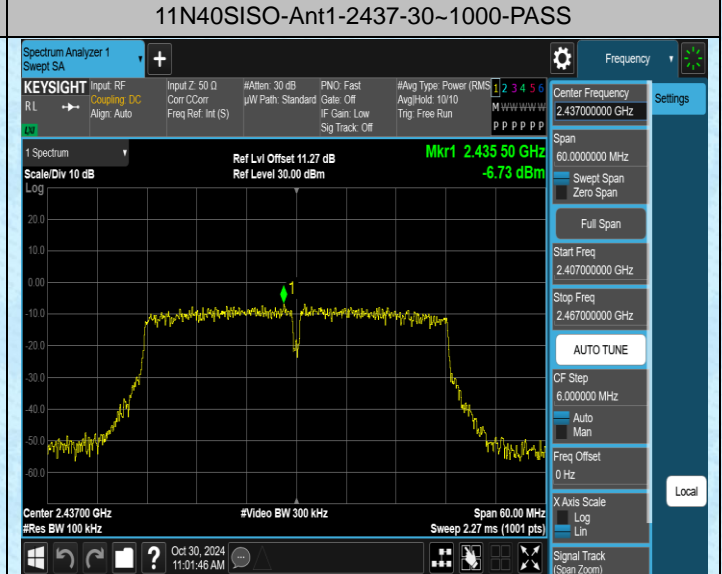 11N40SISO-Ant1-2437-30~1000-PASS
Spectrum Analyzer 1
Swept SA
+
Frequency
KEYSIGHT
Input: RF
Input Z: 50 Ω
#Atten: 30 dB
PNO: Fast
#Avg Type: Power (RMS
1 2 3 4 5 6
RL
Coupling: DC
Corr CCorr
µW Path: Standard
Gate: Off
Avg|Hold: 10/10
M W W W W W
Align: Auto
Freq Ref: Int (S)
IF Gain: Low
Trig: Free Run
Sig Track: Off
P P P P P P
LXI
1 Spectrum
Ref Lvl Offset 11.27 dB
Mkr1 2.435 50 GHz
Scale/Div 10 dB
Ref Level 30.00 dBm
-6.73 dBm
Log
20.0
10.0
0.00
-10.0
-20.0
-30.0
-40.0
-50.0
-60.0
1
Center 2.43700 GHz
#Video BW 300 kHz
Span 60.00 MHz
#Res BW 100 kHz
Sweep 2.27 ms (1001 pts)
?
Oct 30, 2024
11:01:46 AM
Center Frequency
2.437000000 GHz
Settings
Span
60.0000000 MHz
Swept Span
Zero Span
Full Span
Start Freq
2.407000000 GHz
Stop Freq
2.467000000 GHz
AUTO TUNE
CF Step
6.000000 MHz
Auto
Man
Freq Offset
0 Hz
X Axis Scale
Log
Lin
Local
Signal Track
(Span Zoom)